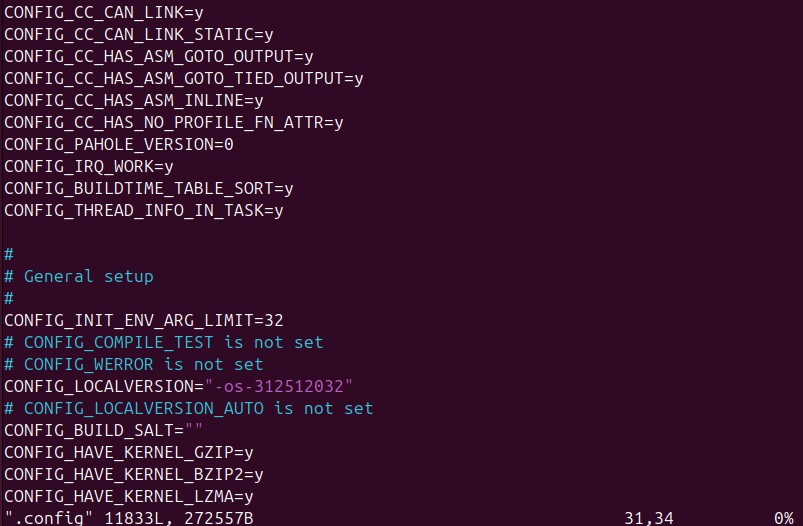 CONFIG_CC_CAN_LINK=y
CONFIG_CC_CAN_LINK_STATIC=y
CONFIG_CC_HAS_ASM_GOTO_OUTPUT=y
CONFIG_CC_HAS_ASM_GOTO_TIED_OUTPUT=y
CONFIG_CC_HAS_ASM_INLINE=y
CONFIG_CC_HAS_NO_PROFILE_FN_ATTR=y
CONFIG_PAHOLE_VERSION=0
CONFIG_IRQ_WORK=y
CONFIG_BUILDTIME_TABLE_SORT=y
CONFIG_THREAD_INFO_IN_TASK=y

#
# General setup
#
CONFIG_INIT_ENV_ARG_LIMIT=32
# CONFIG_COMPILE_TEST is not set
# CONFIG_WERROR is not set
CONFIG_LOCALVERSION="-os-312512032"
# CONFIG_LOCALVERSION_AUTO is not set
CONFIG_BUILD_SALT=""
CONFIG_HAVE_KERNEL_GZIP=y
CONFIG_HAVE_KERNEL_BZIP2=y
CONFIG_HAVE_KERNEL_LZMA=y
".config" 11833L, 272557B 31,34 0%